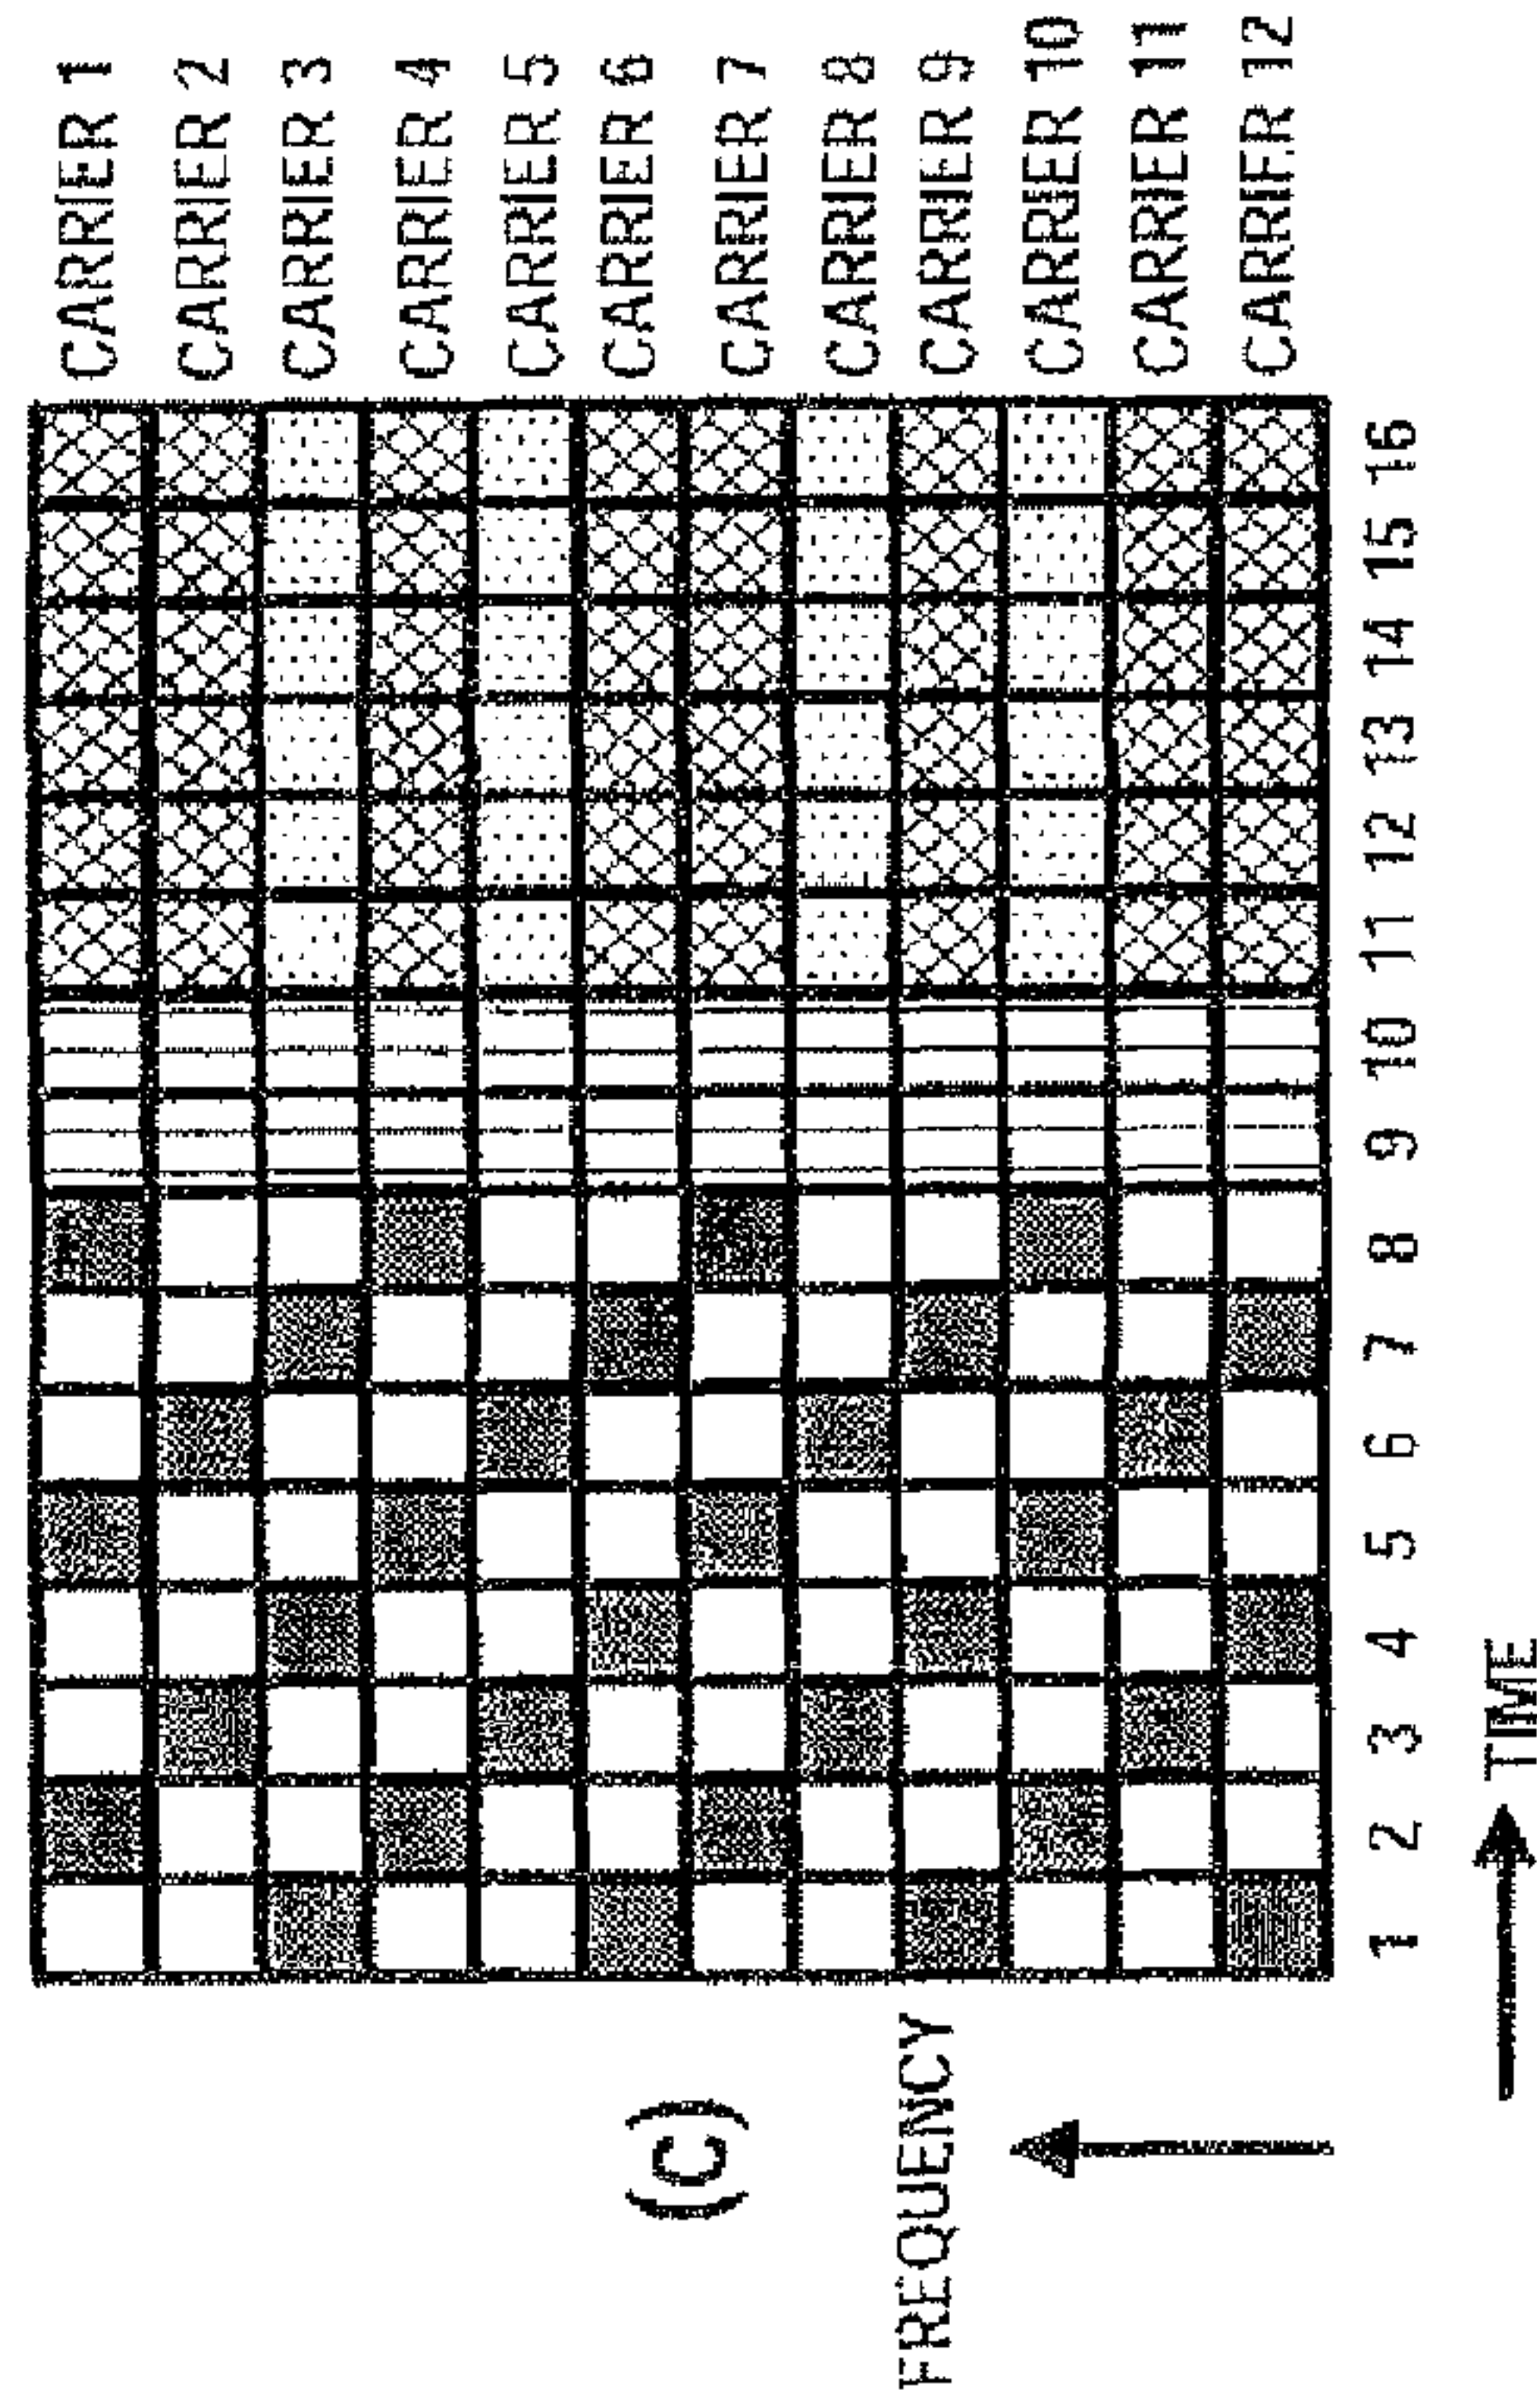 (C)
FREQUENCY
CARRIER 1
CARRIER 2
CARRIER 3
CARRIER 4
CARRIER 5
CARRIER 6
CARRIER 7
CARRIER 8
CARRIER 9
CARRIER 10
CARRIER 11
CARRIER 12
1 2 3 4 5 6 7 8 9 10 11 12 13 14 15 16
TIME